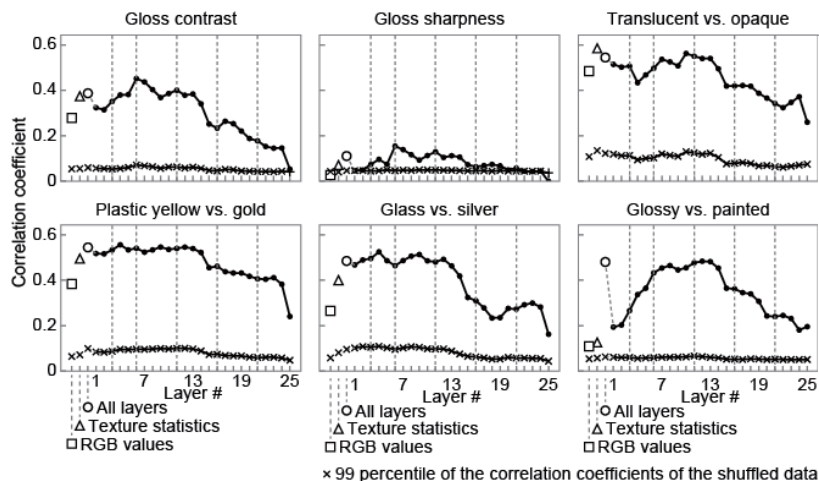 Gloss contrast Gloss sharpness Translucent vs. opaque
0.6
0.4
0.2
0
Correlation coefficient
Plastic yellow vs. gold Glass vs. silver Glossy vs. painted
0.6
0.4
0.2
0
1 7 13 19 25 1 7 13 19 25 1 7 13 19 25
Layer # Layer # Layer #
All layers All layers All layers
Texture statistics Texture statistics Texture statistics
RGB values RGB values RGB values
× 99 percentile of the correlation coefficients of the shuffled data